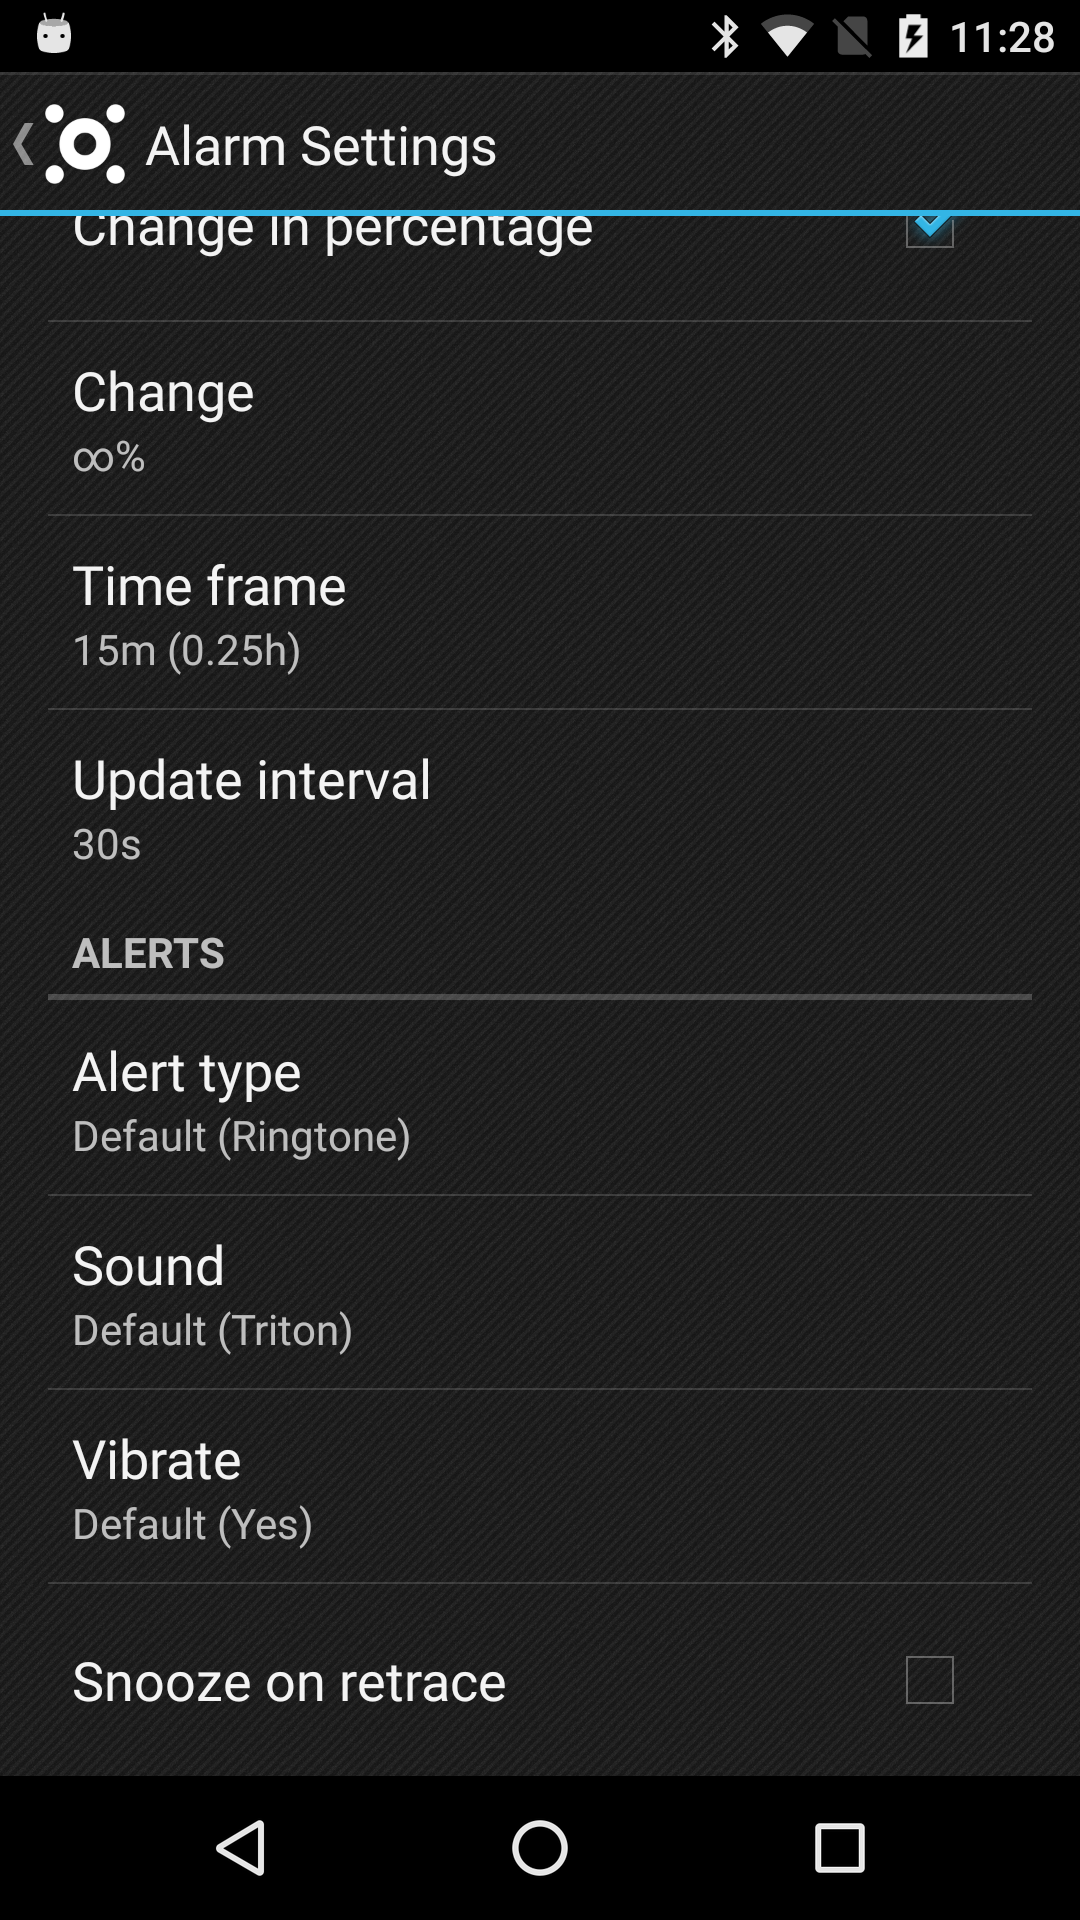 11:28
Alarm Settings
Change in percentage
Change
∞%
Time frame
15m (0.25h)
Update interval
30s
ALERTS
Alert type
Default (Ringtone)
Sound
Default (Triton)
Vibrate
Default (Yes)
Snooze on retrace